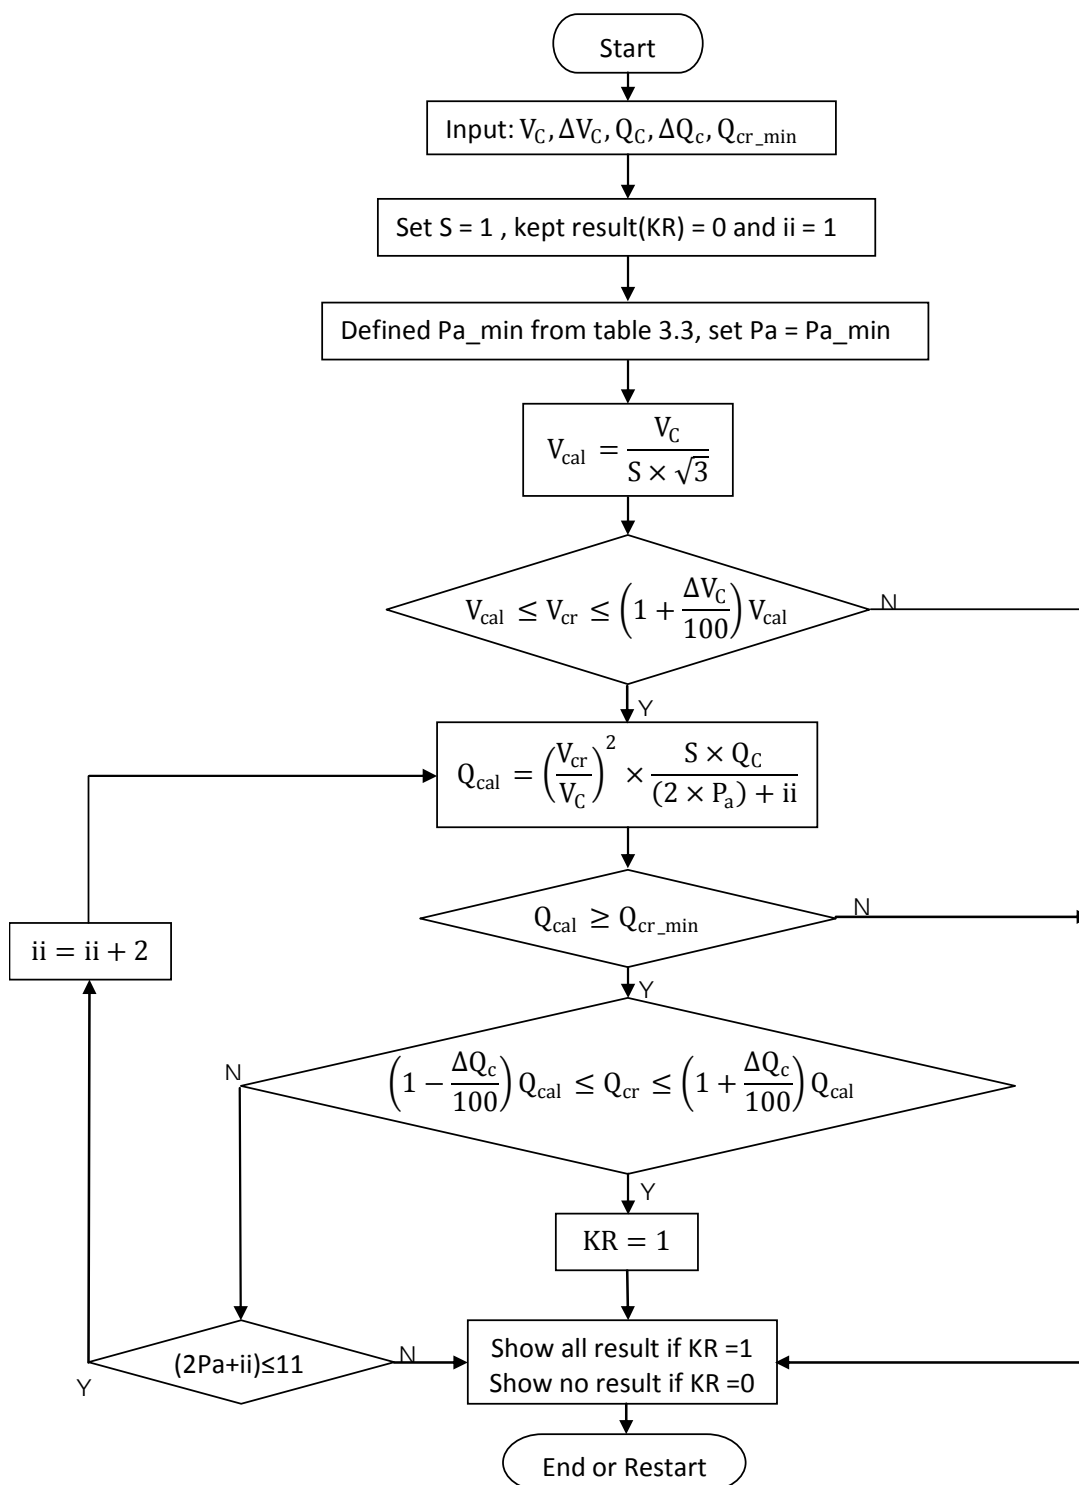 Start
Input: V_C, ΔV_C, Q_C, ΔQ_c, Q_cr_min
Set S = 1 , kept result(KR) = 0 and ii = 1
Defined Pa_min from table 3.3, set Pa = Pa_min
V_cal = V_C / (S × √3)
V_cal ≤ V_cr ≤ (1 + ΔV_C/100) V_cal
N
Y
Q_cal = (V_cr/V_C)^2 × (S × Q_C) / ((2 × P_a) + ii)
Q_cal ≥ Q_cr_min
N
ii = ii + 2
Y
(1 − ΔQ_c/100) Q_cal ≤ Q_cr ≤ (1 + ΔQ_c/100) Q_cal
N
Y
KR = 1
(2Pa+ii)≤11
N
Y
Show all result if KR =1
Show no result if KR =0
End or Restart